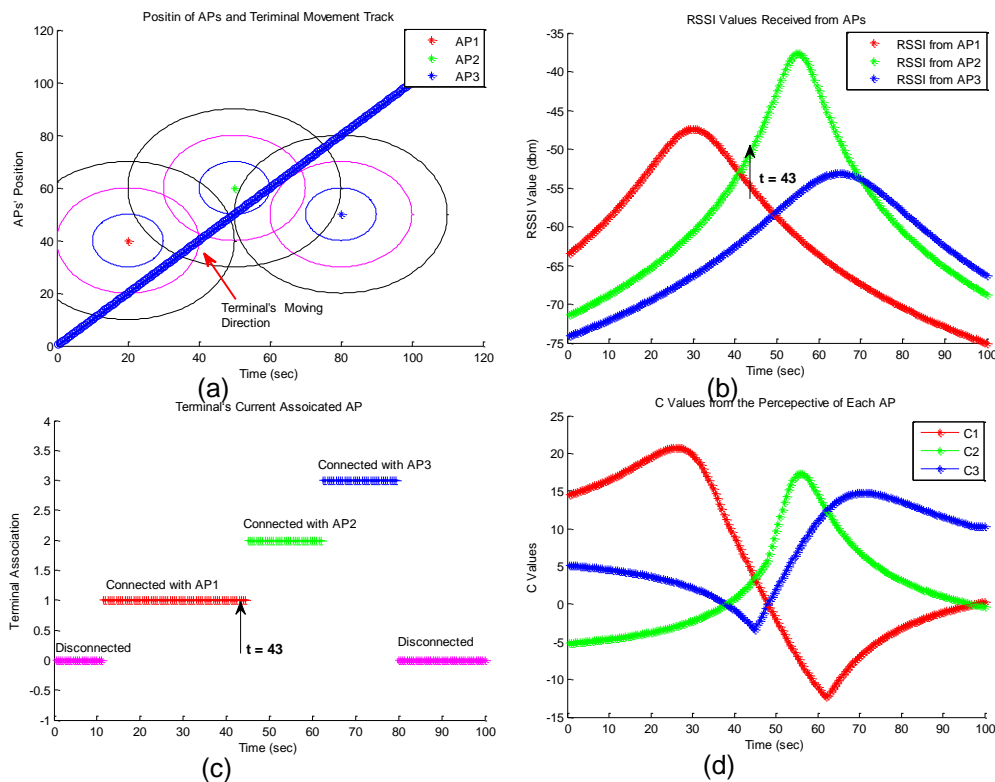 Positin of APs and Teriminal Movement Track
120
100
80
60
40
20
0
APs' Position
AP1
AP2
AP3
Terminal's Moving
Direction
0 20 40 60 80 100 120
Time (sec)
(a)
RSSI Values Received from APs
-35
-40
-45
-50
-55
-60
-65
-70
-75
RSSI Value (dbm)
RSSI from AP1
RSSI from AP2
RSSI from AP3
t = 43
0 10 20 30 40 50 60 70 80 90 100
Time (sec)
(b)
Terminal's Current Assoicated AP
4
3.5
3
2.5
2
1.5
1
0.5
0
-0.5
-1
Terminal Association
Connected with AP3
Connected with AP2
Connected with AP1
Disconnected
t = 43
Disconnected
0 10 20 30 40 50 60 70 80 90 100
Time (sec)
(c)
C Values from the Percepective of Each AP
25
20
15
10
5
0
-5
-10
-15
C Values
C1
C2
C3
0 10 20 30 40 50 60 70 80 90 100
Time (sec)
(d)